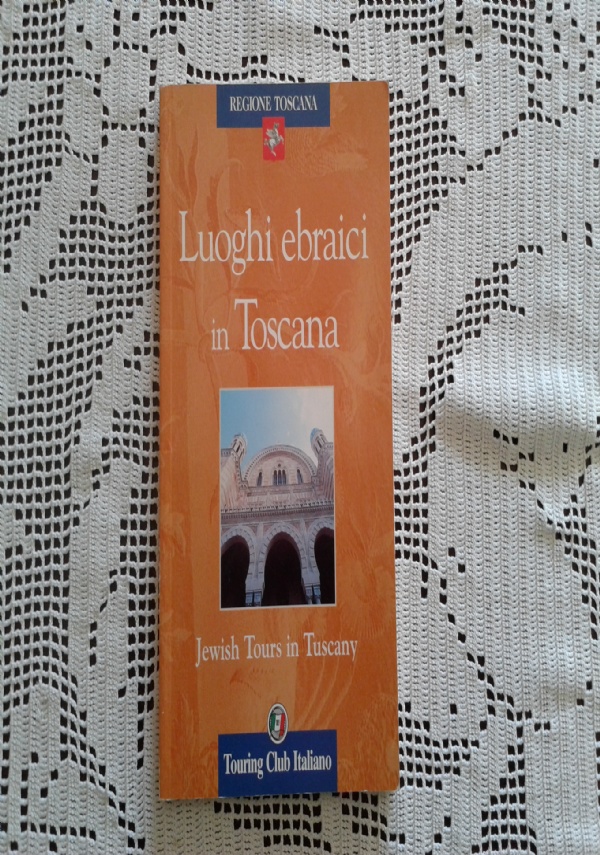 REGIONE TOSCANA
Luoghi ebraici
in Toscana
Jewish Tours in Tuscany
Touring Club Italiano